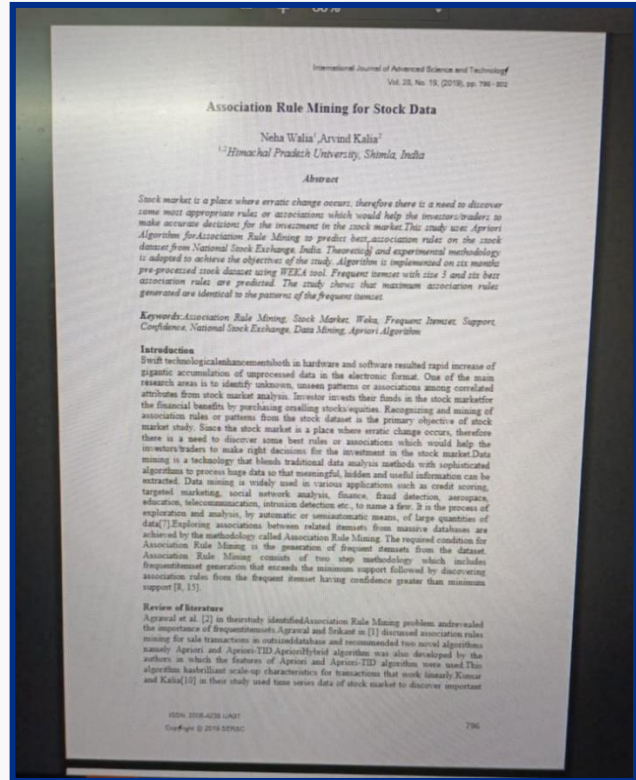 International Journal of Advanced Science and Technology
Vol. 28, No. 19, (2019), pp. 796 - 802
Association Rule Mining for Stock Data
Neha Walia1,Arvind Kalia2
1,2Himachal Pradesh University, Shimla, India
Abstract
Stock market is a place where erratic change occurs, therefore there is a need to discover
some most appropriate rules or associations which would help the investors/traders to
make accurate decisions for the investment in the stock market.This study uses Apriori
Algorithm forAssociation Rule Mining to predict best association rules on the stock
dataset from National Stock Exchange, India. Theoretical and experimental methodology
is adopted to achieve the objectives of the study. Algorithm is implemented on six months
pre-processed stock dataset using WEKA tool. Frequent itemset with size 5 and six best
association rules are predicted. The study shows that maximum association rules
generated are identical to the patterns of the frequent itemset.
Keywords:Association Rule Mining, Stock Market, Weka, Frequent Itemset, Support,
Confidence, National Stock Exchange, Data Mining, Apriori Algorithm
Introduction
Swift technologicalenhancementsboth in hardware and software resulted rapid increase of
gigantic accumulation of unprocessed data in the electronic format. One of the main
research areas is to identify unknown, unseen patterns or associations among correlated
attributes from stock market analysis. Investor invests their funds in the stock marketfor
the financial benefits by purchasing orselling stocks/equities. Recognizing and mining of
association rules or patterns from the stock dataset is the primary objective of stock
market study. Since the stock market is a place where erratic change occurs, therefore
there is a need to discover some best rules or associations which would help the
investors/traders to make right decisions for the investment in the stock market.Data
mining is a technology that blends traditional data analysis methods with sophisticated
algorithms to process huge data so that meaningful, hidden and useful information can be
extracted. Data mining is widely used in various applications such as credit scoring,
targeted marketing, social network analysis, finance, fraud detection, aerospace,
education, telecommunication, intrusion detection etc., to name a few. It is the process of
exploration and analysis, by automatic or semiautomatic means, of large quantities of
data[7].Exploring associations between related itemsets from massive databases are
achieved by the methodology called Association Rule Mining. The required condition for
Association Rule Mining is the generation of frequent itemsets from the dataset.
Association Rule Mining consists of two step methodology which includes
frequentitemset generation that exceeds the minimum support followed by discovering
association rules from the frequent itemset having confidence greater than minimum
support [8, 15].
Review of literature
Agrawal et al. [2] in theirstudy identifiedAssociation Rule Mining problem andrevealed
the importance of frequentitemsets.Agrawal and Srikant in [1] discussed association rules
mining for sale transactions in outsizeddatabase and recommended two novel algorithms
namely Apriori and Apriori-TID.AprioriHybrid algorithm was also developed by the
authors in which the features of Apriori and Apriori-TID algorithm were used.This
algorithm hasbrilliant scale-up characteristics for transactions that work linearly.Kumar
and Kalia[10] in their study used time series data of stock market to discover important
ISSN: 2005-4238 IJAST
Copyright ⓒ 2019 SERSC
796